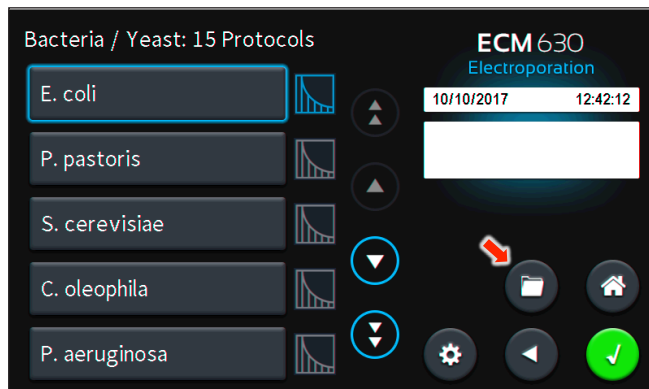 Bacteria / Yeast: 15 Protocols
E. coli
P. pastoris
S. cerevisiae
C. oleophila
P. aeruginosa
ECM 630
Electroporation
10/10/2017 12:42:12